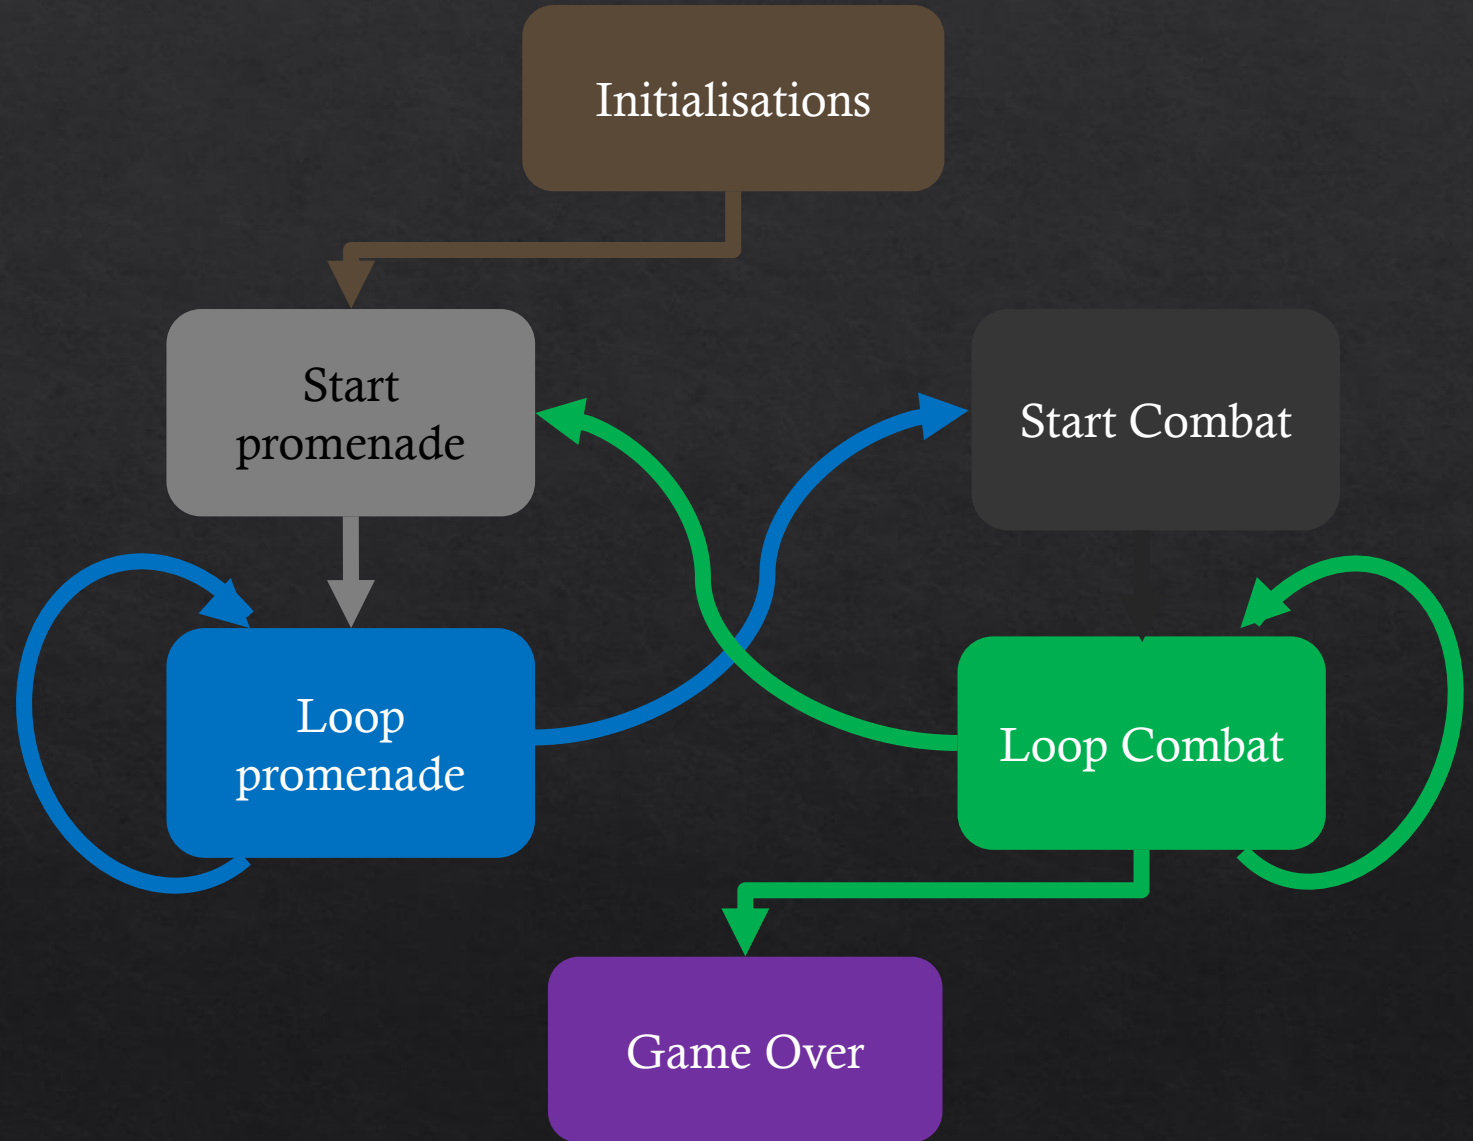 Initialisations
Start
promenade
Start Combat
Loop
promenade
Loop Combat
Game Over